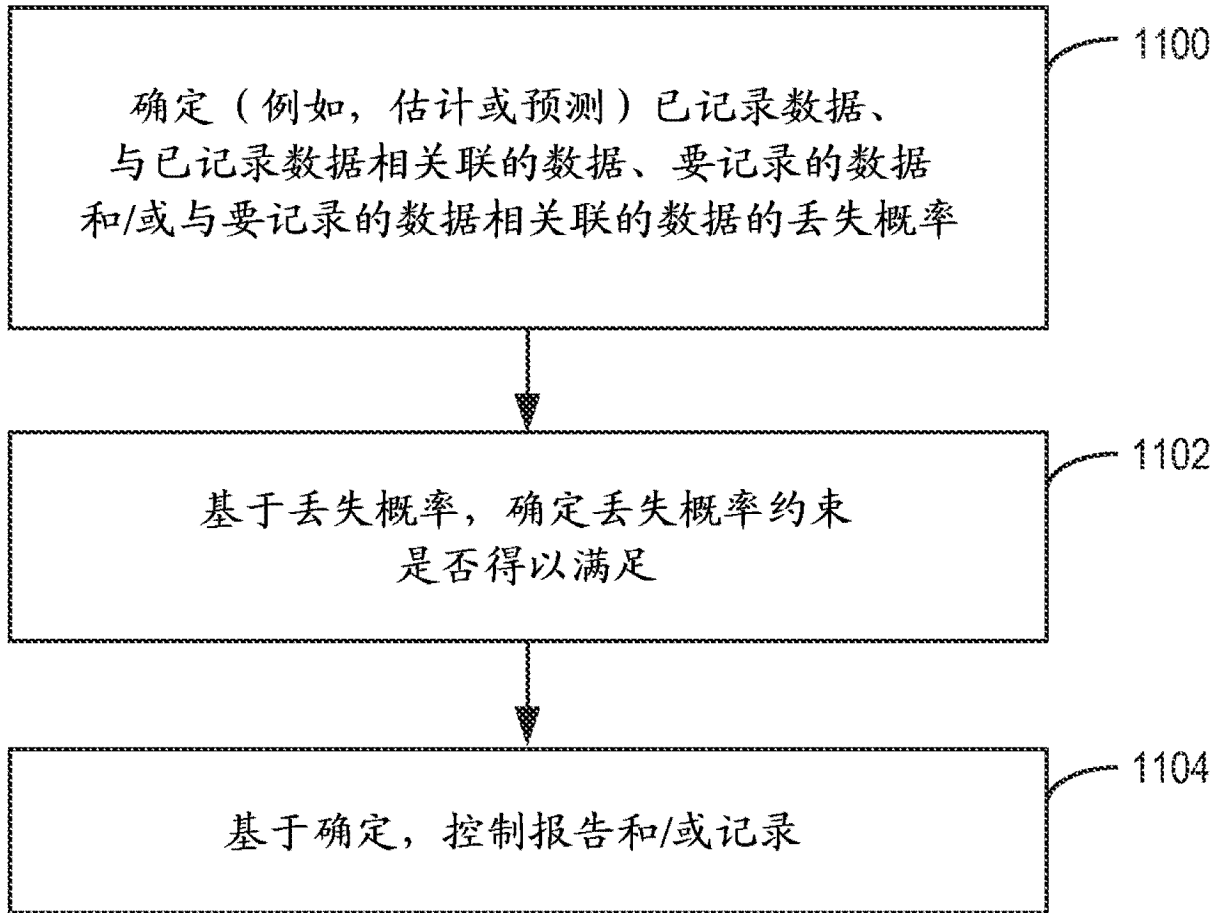 1100
确定（例如，估计或预测）已记录数据、
与已记录数据相关联的数据、要记录的数据
和/或与要记录的数据相关联的数据的丢失概率
1102
基于丢失概率，确定丢失概率约束
是否得以满足
1104
基于确定，控制报告和/或记录